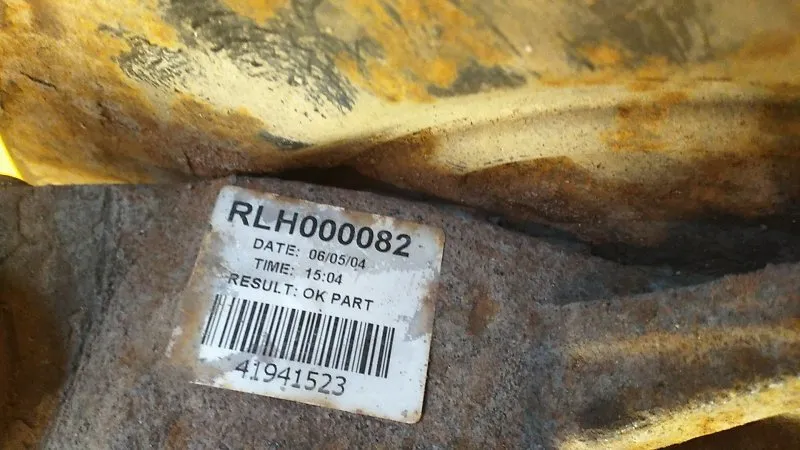 RLH000082
DATE: 06/05/04
TIME: 15:04
RESULT: OK PART
41941523